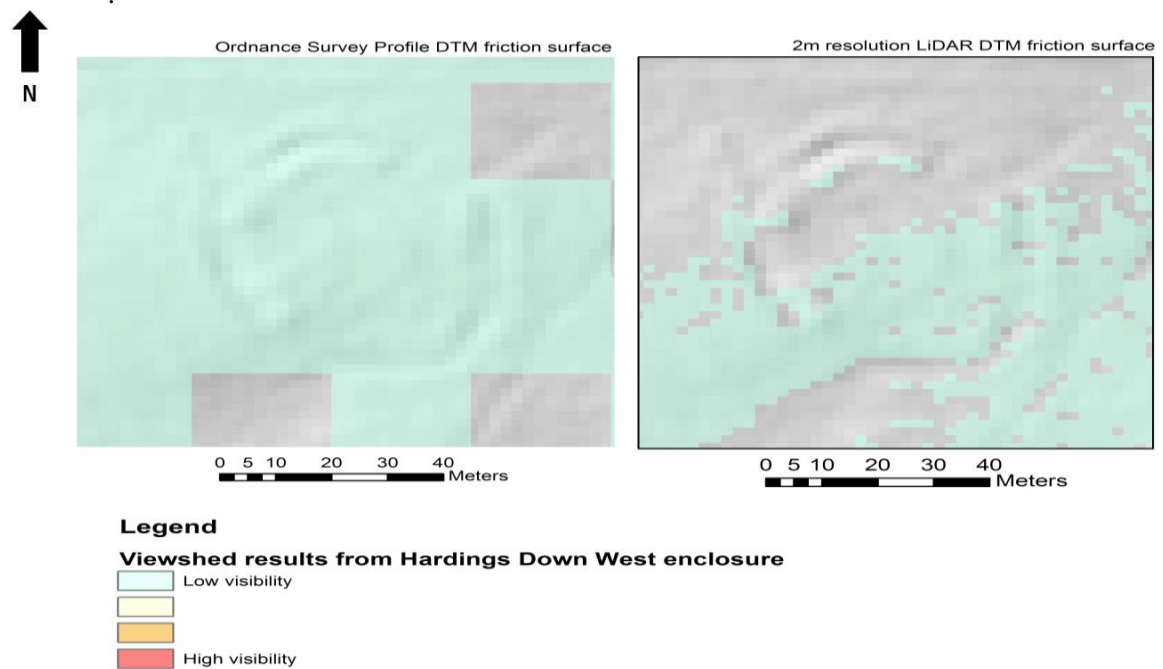 N
Ordnance Survey Profile DTM friction surface
2m resolution LiDAR DTM friction surface
0 5 10 20 30 40
Meters
0 5 10 20 30 40
Meters
Legend
Viewshed results from Hardings Down West enclosure
Low visibility
High visibility